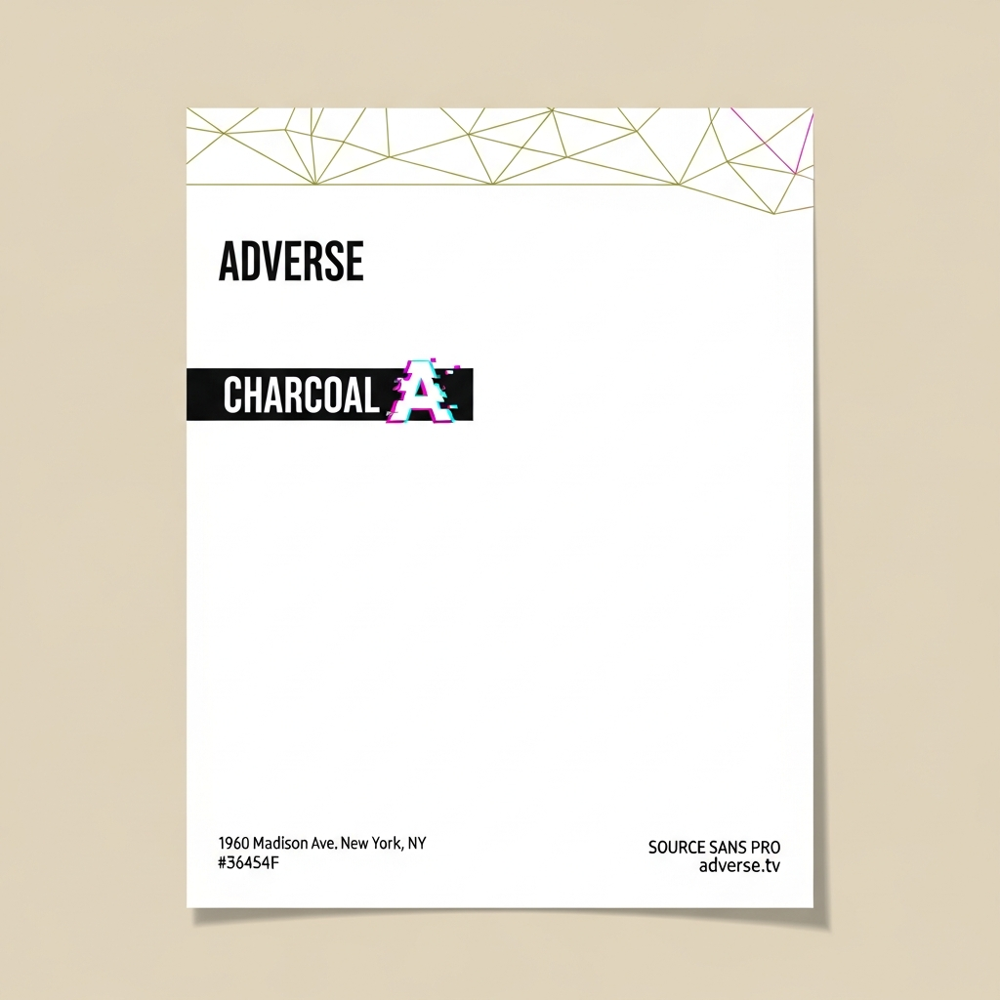 ADVERSE
CHARCOAL A
1960 Madison Ave. New York, NY
#36454F
SOURCE SANS PRO
adverse.tv